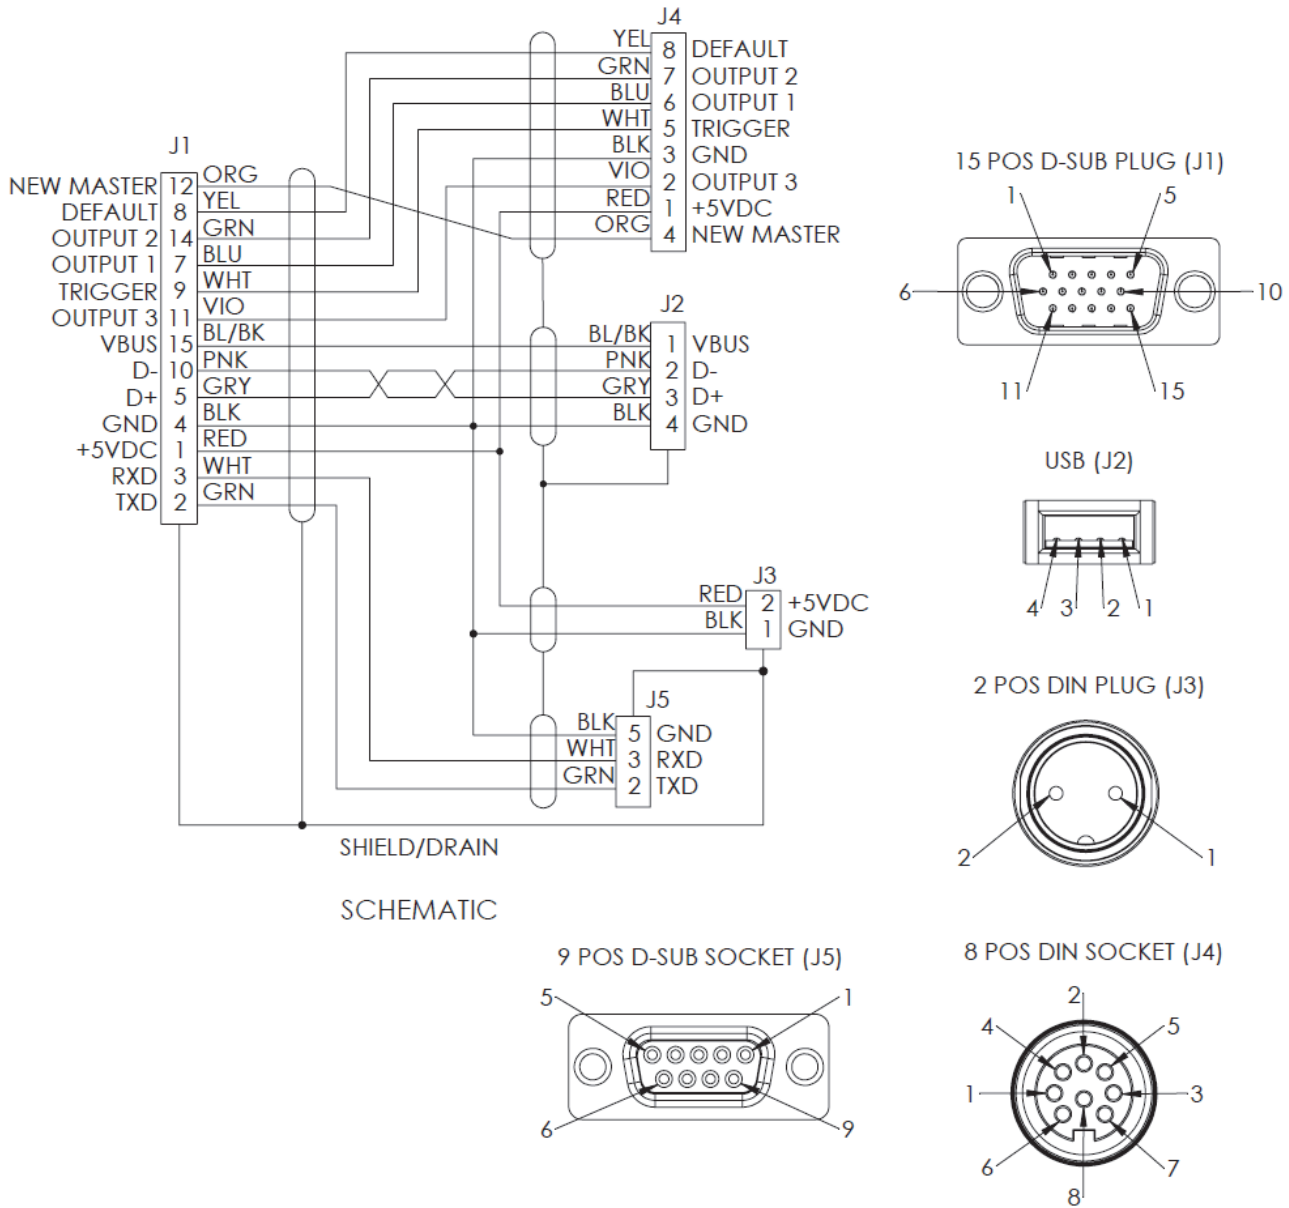 J4
YEL 8 DEFAULT
GRN 7 OUTPUT 2
BLU 6 OUTPUT 1
WHT 5 TRIGGER
BLK 3 GND
VIO 2 OUTPUT 3
RED 1 +5VDC
ORG 4 NEW MASTER
J1
NEW MASTER 12 ORG
DEFAULT 8 YEL
OUTPUT 2 14 GRN
OUTPUT 1 7 BLU
TRIGGER 9 WHT
OUTPUT 3 11 VIO
VBUS 15 BL/BK
D- 10 PNK
D+ 5 GRY
GND 4 BLK
+5VDC 1 RED
RXD 3 WHT
TXD 2 GRN
J2
BL/BK 1 VBUS
PNK 2 D-
GRY 3 D+
BLK 4 GND
J3
RED 2 +5VDC
BLK 1 GND
J5
BLK 5 GND
WHT 3 RXD
GRN 2 TXD
SHIELD/DRAIN
SCHEMATIC
15 POS D-SUB PLUG (J1)
1 5
6 10
11 15
USB (J2)
4 3 2 1
2 POS DIN PLUG (J3)
2 1
9 POS D-SUB SOCKET (J5)
5 1
6 9
8 POS DIN SOCKET (J4)
2
4 5
1 3
6 7
8